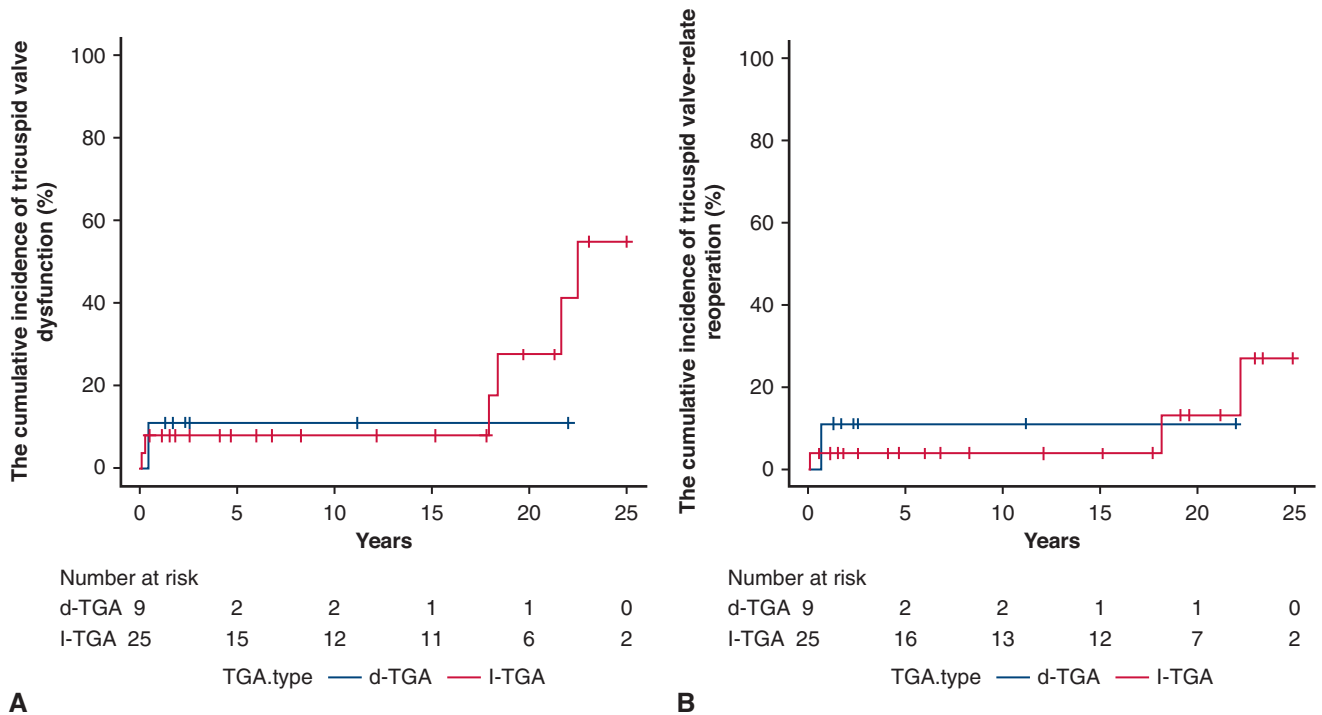 The cumulative incidence of tricuspid valve
dysfunction (%)
100
80
60
40
20
0
0 5 10 15 20 25
Years
Number at risk
d-TGA 9 2 2 1 1 0
l-TGA 25 15 12 11 6 2
TGA.type d-TGA l-TGA
A
The cumulative incidence of tricuspid valve-relate
reoperation (%)
100
80
60
40
20
0
0 5 10 15 20 25
Years
Number at risk
d-TGA 9 2 2 1 1 0
l-TGA 25 16 13 12 7 2
TGA.type d-TGA l-TGA
B